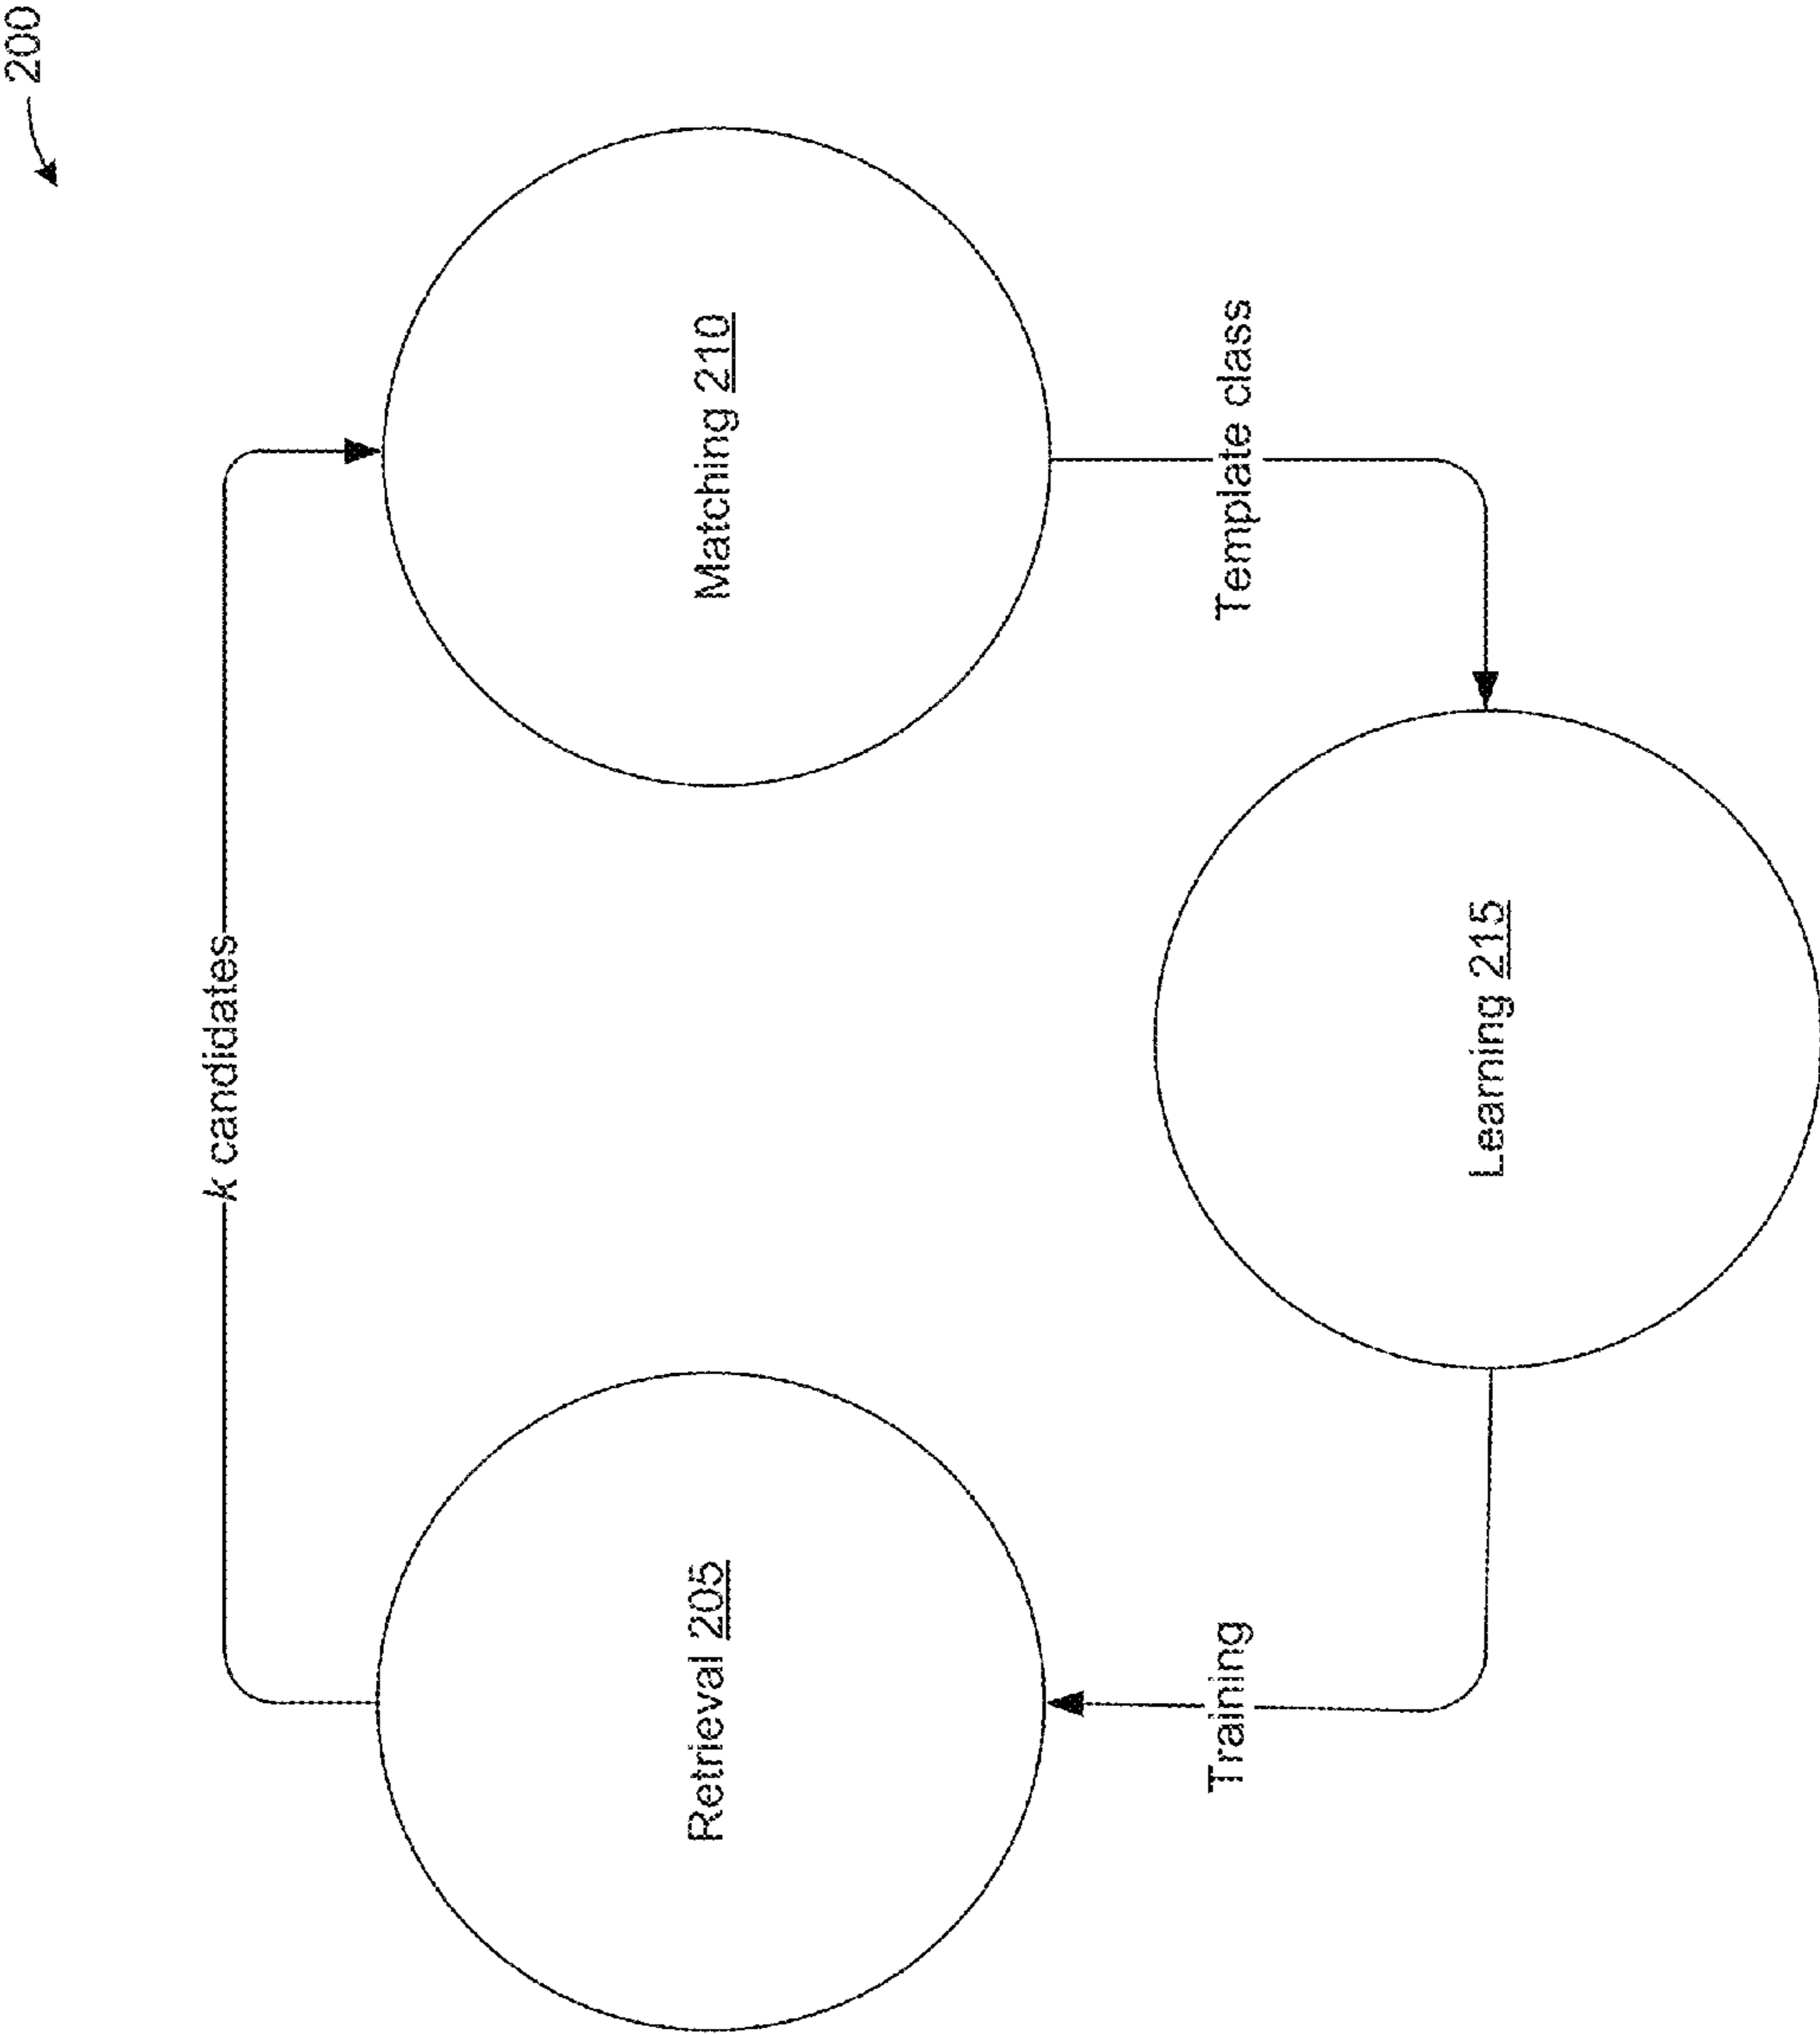 200
k candidates
Retrieval 205
Matching 210
Training
Template class
Learning 215